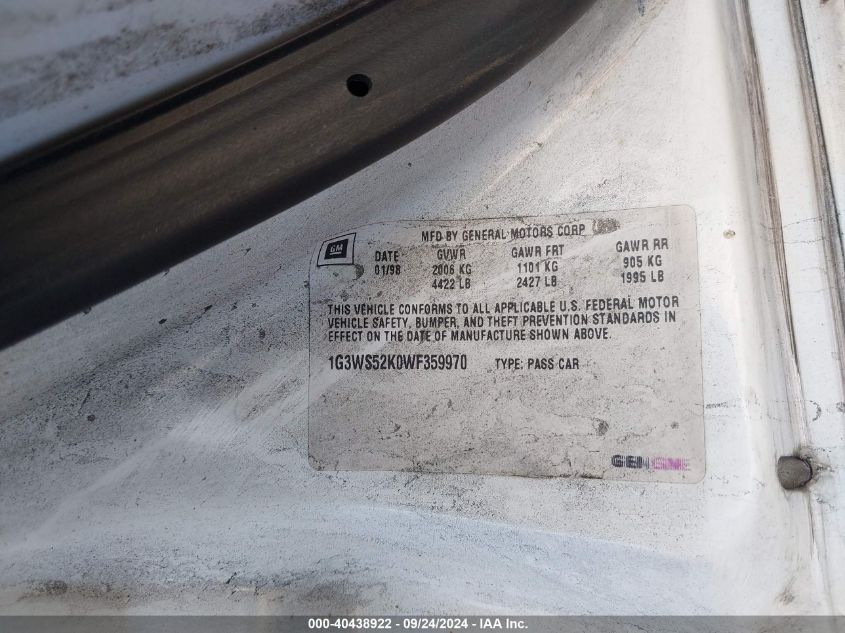 MFD BY GENERAL MOTORS CORP
GM DATE GVWR GAWR FRT GAWR RR
01/98 2006 KG 1101 KG 905 KG
4422 LB 2427 LB 1995 LB
THIS VEHICLE CONFORMS TO ALL APPLICABLE U.S. FEDERAL MOTOR
VEHICLE SAFETY, BUMPER, AND THEFT PREVENTION STANDARDS IN
EFFECT ON THE DATE OF MANUFACTURE SHOWN ABOVE.
1G3WS52K0WF359970 TYPE: PASS CAR
000-40438922 - 09/24/2024 - IAA Inc.